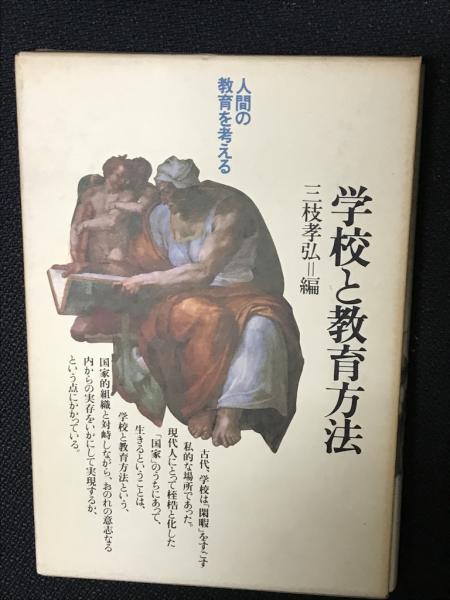 人間の
教育を考える
学校と教育方法
三枝孝弘＝編
古代、学校は「閑暇」をすごす
私的な場所であった。
現代人にとって桎梏と化した
「国家」のうちにあって、
生きるということは、
学校と教育方法という、
国家的組織と対峙しながら、おのれの意志なる
内からの実存をいかにして実現するか、
という点にかかっている。